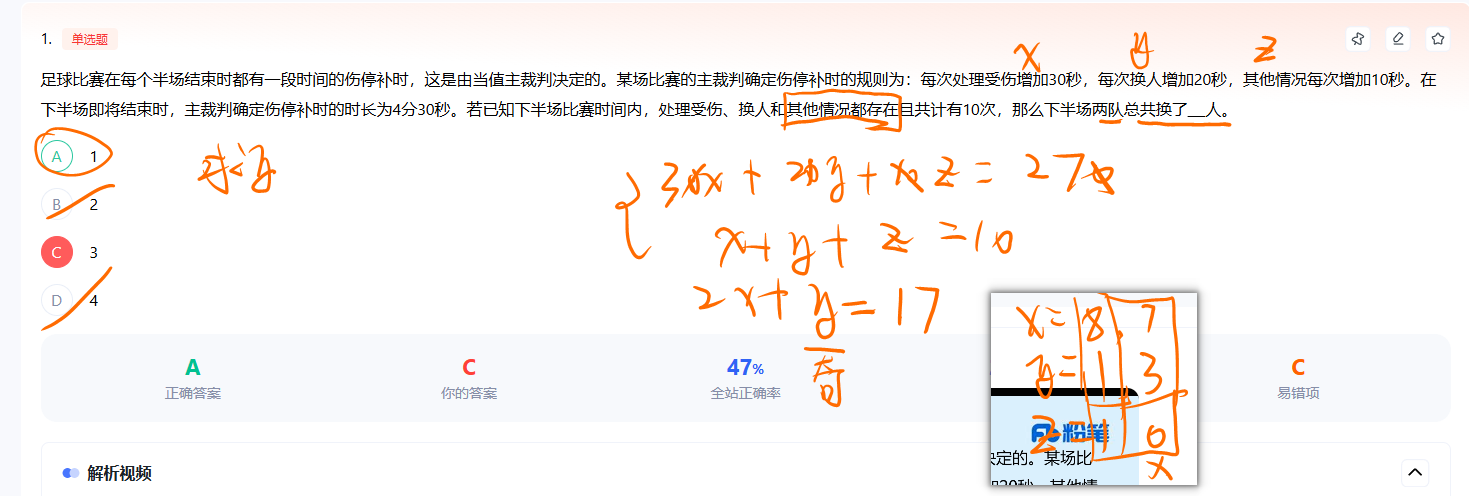 1. 单选题
x y z
足球比赛在每个半场结束时都有一段时间的伤停补时，这是由当值主裁判决定的。某场比赛的主裁判确定伤停补时的规则为：每次处理受伤增加30秒，每次换人增加20秒，其他情况每次增加10秒。在
下半场即将结束时，主裁判确定伤停补时的时长为4分30秒。若已知下半场比赛时间内，处理受伤、换人和其他情况都存在且共计有10次，那么下半场两队总共换了___人。
A 1
B 2
C 3
D 4
求y
30x + 20y + 10z = 270
x + y + z = 10
2x + y = 17
奇
x = 8, 7
y = 1, 3
z = 1 0
x
粉笔
决定的。某场比
A
正确答案
C
你的答案
47%
全站正确率
C
易错项
解析视频